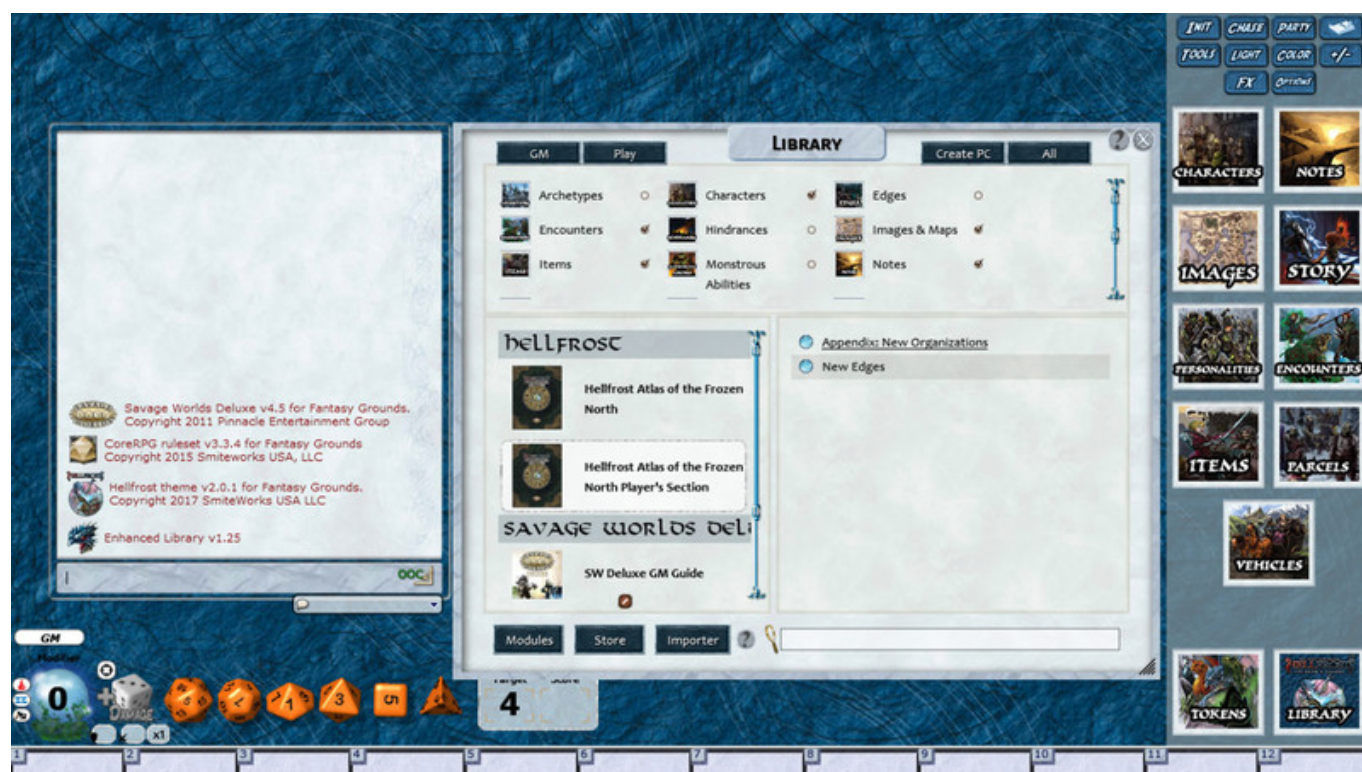 INIT CHASE PARTY
TOOLS LIGHT COLOR +/-
FX OPTIONS
LIBRARY
GM Play Create PC All
Archetypes Characters Edges
Encounters Hindrances Images & Maps
Items Monstrous Abilities Notes
HELLFROST
Hellfrost Atlas of the Frozen
North
Hellfrost Atlas of the Frozen
North Player's Section
SAVAGE WORLDS
SW Deluxe GM Guide
Appendix: New Organizations
New Edges
Modules Store Importer
Savage Worlds Deluxe v4.5 for Fantasy Grounds.
Copyright 2011 Pinnacle Entertainment Group
CoreRPG ruleset v3.3.4 for Fantasy Grounds
Copyright 2015 Smiteworks USA, LLC
Hellfrost theme v2.0.1 for Fantasy Grounds.
Copyright 2017 SmiteWorks USA LLC
Enhanced Library v1.25
OOC
CHARACTERS NOTES
IMAGES STORY
PERSONALITIES ENCOUNTERS
ITEMS PARCELS
VEHICLES
TOKENS LIBRARY
GM
Modifier
0
DAMAGE
x1
Target Score
4
1 2 3 4 5 6 7 8 9 10 11 12